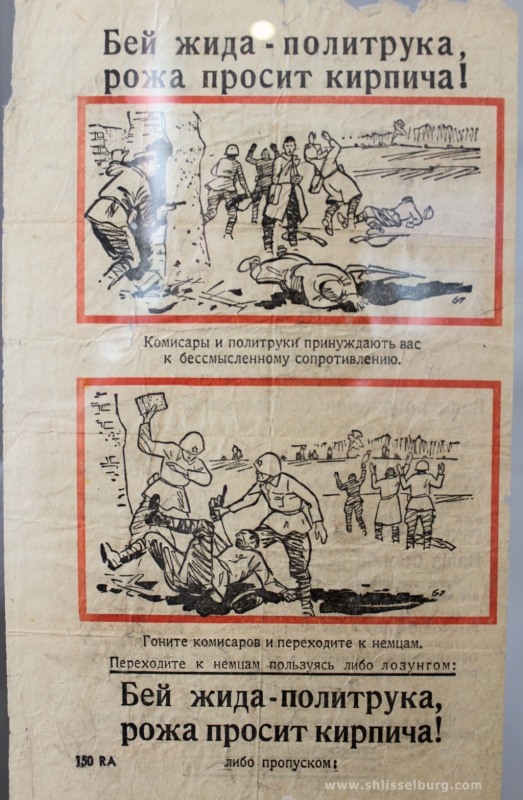 Бей жида-политрука,
рожа просит кирпича!
Комисары и политруки принуждають вас
к бессмысленному сопротивлению.
Гоните комисаров и переходите к немцам.
Переходите к немцам пользуясь либо лозунгом:
Бей жида-политрука,
рожа просит кирпича!
150 RA
либо пропуском:
www.shlisselburg.com